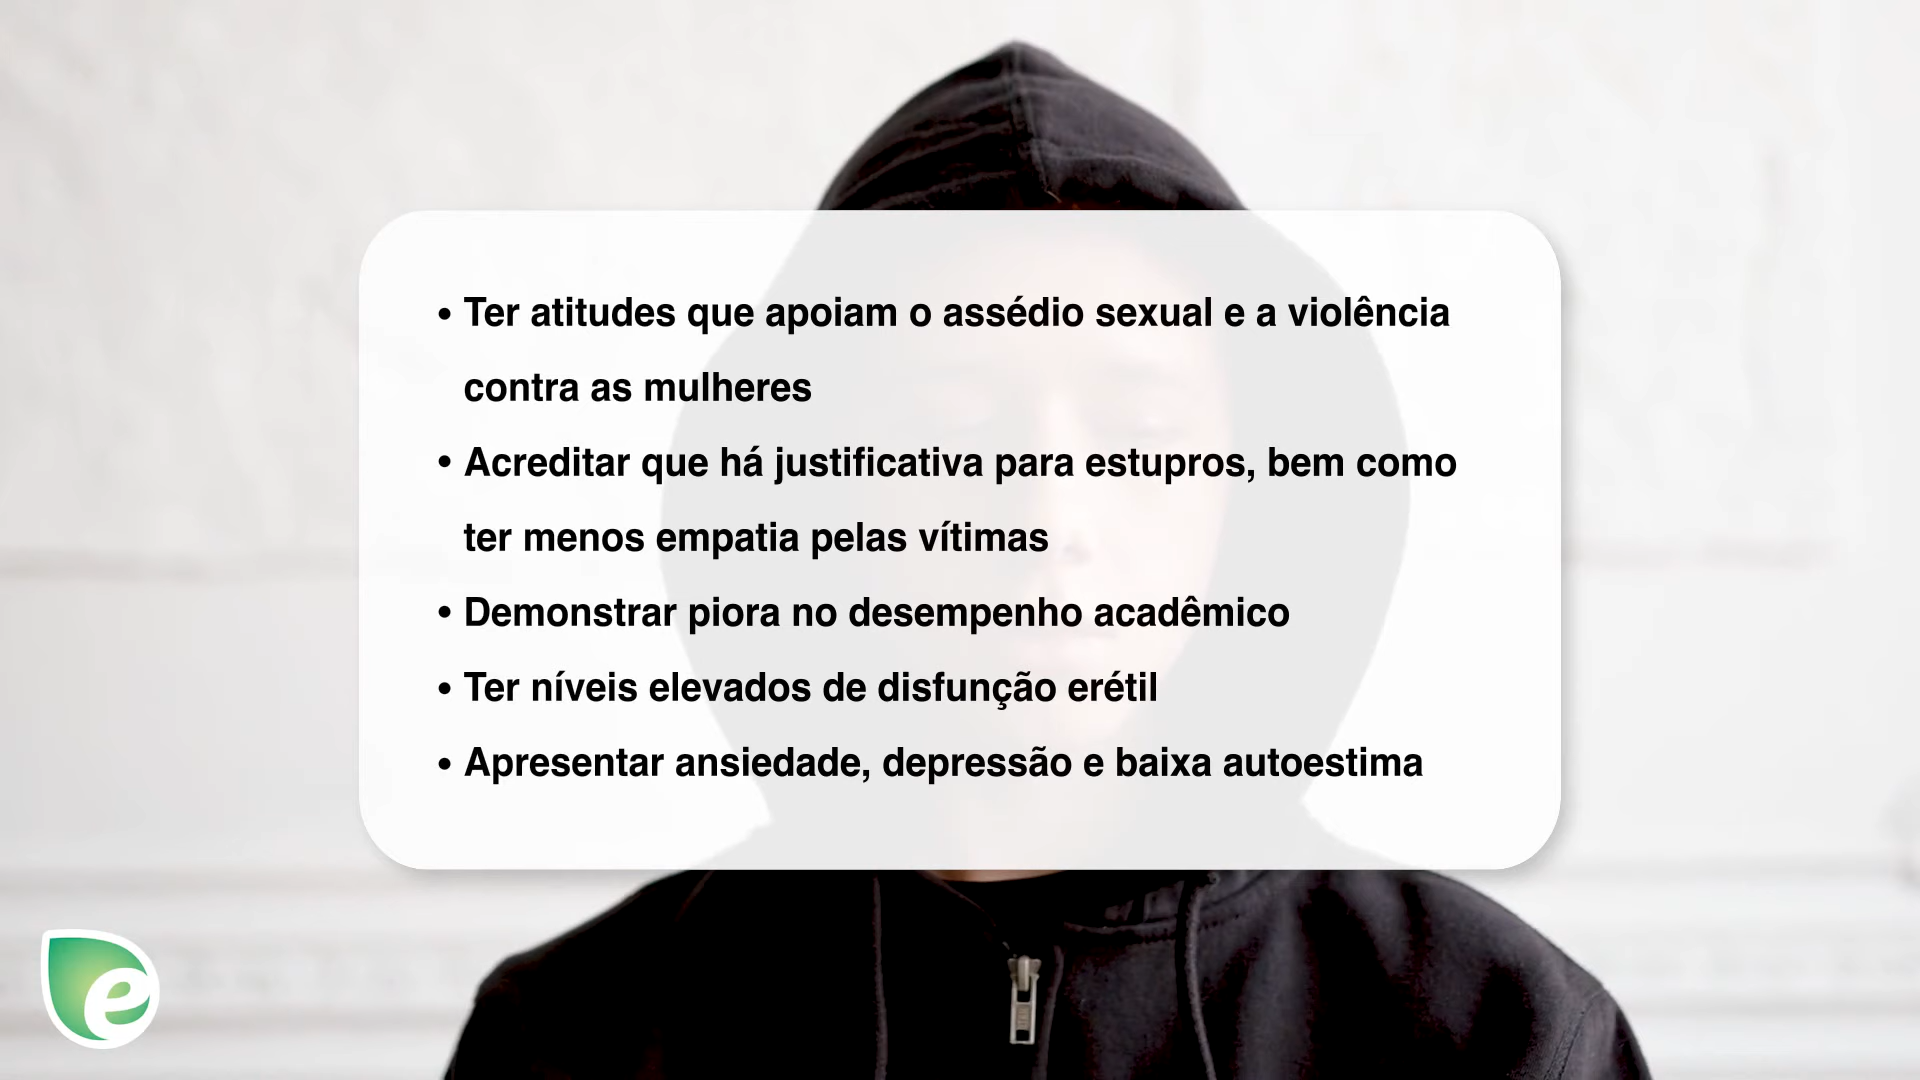 • Ter atitudes que apoiam o assédio sexual e a violência
contra as mulheres
• Acreditar que há justificativa para estupros, bem como
ter menos empatia pelas vítimas
• Demonstrar piora no desempenho acadêmico
• Ter níveis elevados de disfunção erétil
• Apresentar ansiedade, depressão e baixa autoestima
e